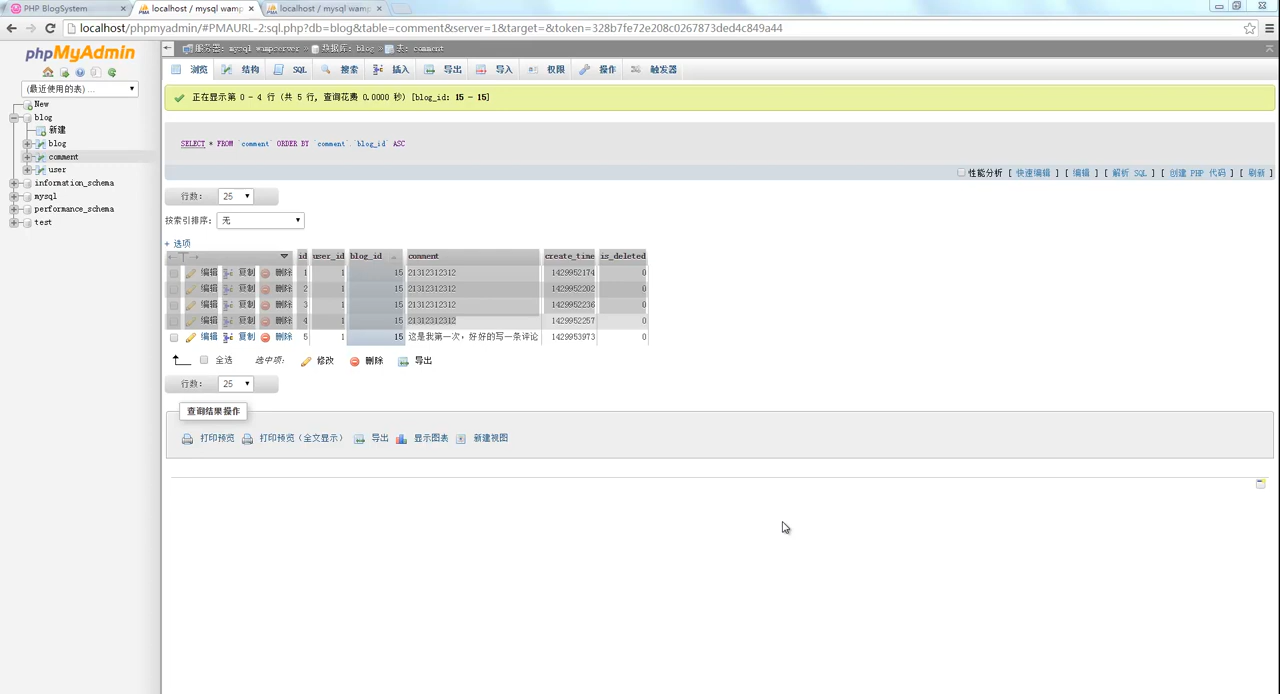 PHP BlogSystem
localhost / mysql wamp
localhost / mysql wamp
localhost/phpmyadmin/#PMAURL-2:sql.php?db=blog&table=comment&server=1&target=&token=328b7fe72e208c0267873ded4c849a44
phpMyAdmin
(最近使用的表) ...
New
blog
新建
blog
comment
user
information_schema
mysql
performance_schema
test
服务器: mysql wampserver » 数据库: blog » 表: comment
浏览 结构 SQL 搜索 插入 导出 导入 权限 操作 触发器
正在显示第 0 - 4 行 (共 5 行, 查询花费 0.0000 秒) [blog_id: 15 - 15]
SELECT * FROM `comment` ORDER BY `comment`.`blog_id` ASC
性能分析 [ 快速编辑 ] [ 编辑 ] [ 解析 SQL ] [ 创建 PHP 代码 ] [ 刷新 ]
行数: 25
按索引排序: 无
+ 选项
←T→ id user_id blog_id comment create_time is_deleted
编辑 复制 删除 1 1 15 21312312312 1429952174 0
编辑 复制 删除 2 1 15 21312312312 1429952202 0
编辑 复制 删除 3 1 15 21312312312 1429952236 0
编辑 复制 删除 4 1 15 21312312312 1429952257 0
编辑 复制 删除 5 1 15 这是我第一次，好好的写一条评论 1429953973 0
全选 选中项: 修改 删除 导出
行数: 25
查询结果操作
打印预览 打印预览 (全文显示) 导出 显示图表 新建视图